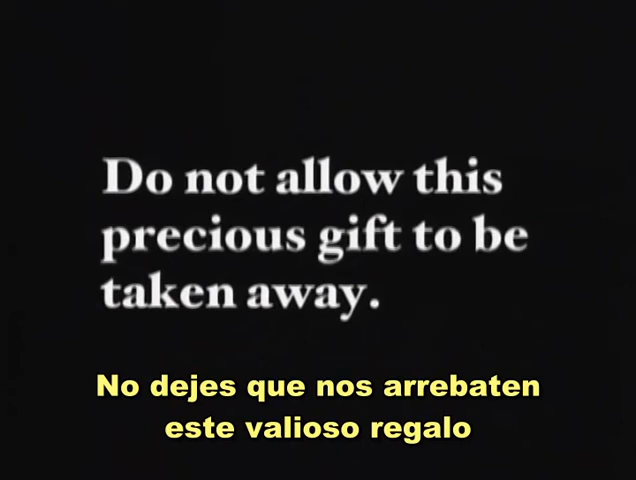 Do not allow this
precious gift to be
taken away.
No dejes que nos arrebaten
este valioso regalo